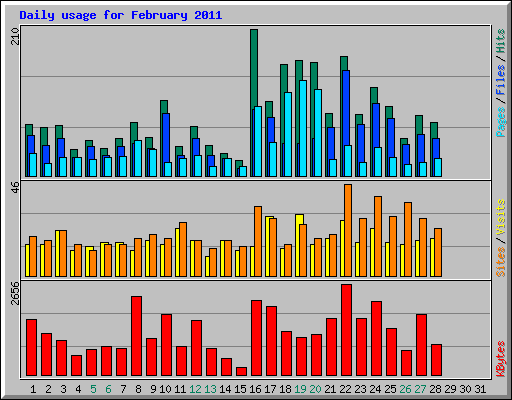 Daily usage for February 2011
210
Pages / Files / Hits
46
Sites / Visits
2656
KBytes
1 2 3 4 5 6 7 8 9 10 11 12 13 14 15 16 17 18 19 20 21 22 23 24 25 26 27 28 29 30 31